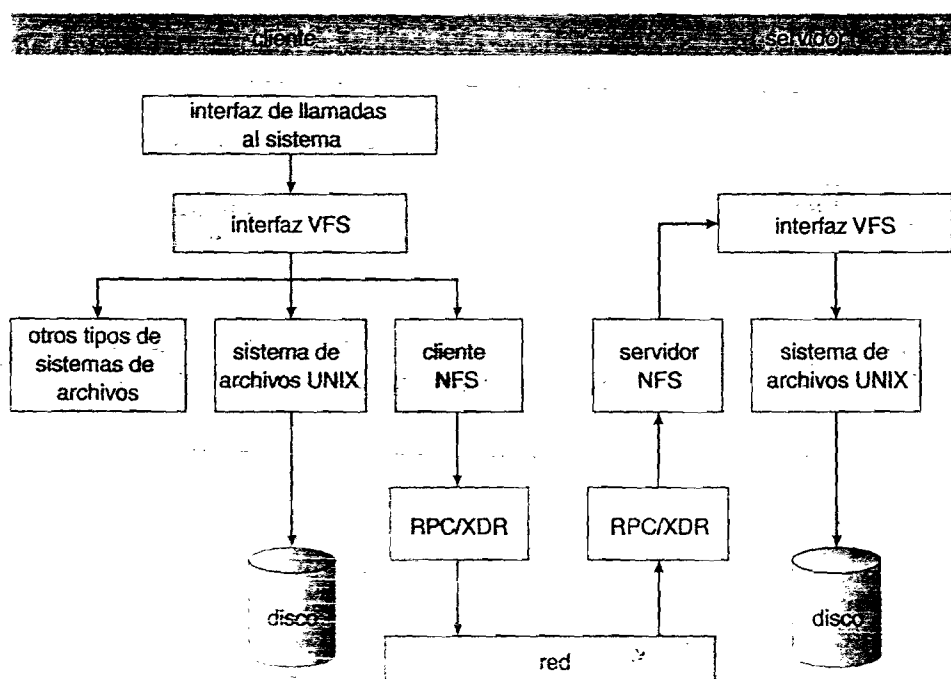 cliente
servidor
interfaz de llamadas
al sistema
interfaz VFS
interfaz VFS
otros tipos de
sistemas de
archivos
sistema de
archivos UNIX
cliente
NFS
servidor
NFS
sistema de
archivos UNIX
RPC/XDR
RPC/XDR
disco
disco
red